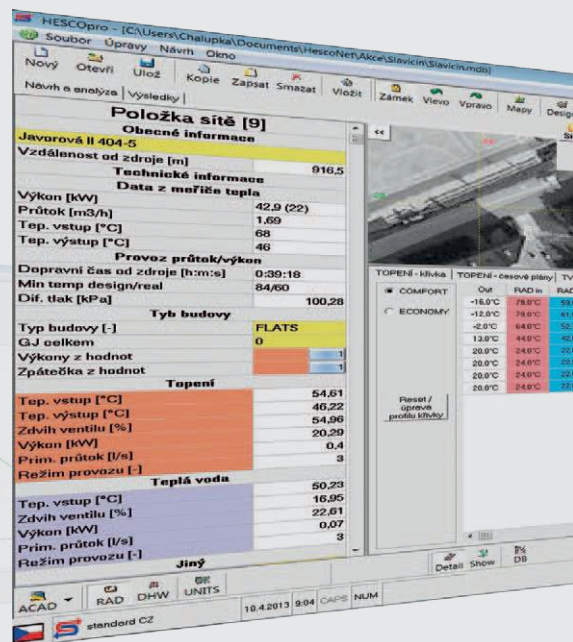 HESCOpro - [C:\Users\Chalupka\Documents\HescoNet\Akce\Slavicin\Slavicin.mdb]
Soubor Úpravy Návrh Okno
Nový Otevři Ulož Kopie Zapsat Smazat Vložit Zámek Vlevo Vpravo Mapy Design
Návrh a analýza Výsledky
Položka sítě [9]
Obecné informace
Javorová II 404-5
Vzdálenost od zdroje [m] 916,5
Technické informace
Data z meřiče tepla
Výkon [kW] 42,9 (22)
Průtok [m3/h] 1,69
Tep. vstup [°C] 68
Tep. výstup [°C] 46
Provoz průtok/výkon
Dopravní čas od zdroje [h:m:s] 0:39:18
Min temp design/real 84/60
Dif. tlak [kPa] 100,28
Tyb budovy
Typ budovy [-] FLATS
GJ celkem 0
Výkony z hodnot 1
Zpátečka z hodnot 1
Topení
Tep. vstup [°C] 54,61
Tep. výstup [°C] 46,22
Zdvih ventilu [%] 54,96
Výkon [kW] 20,29
Prim. průtok [l/s] 0,4
Režim provozu [-] 3
Teplá voda
Tep. vstup [°C] 50,23
Zdvih ventilu [%] 16,95
Výkon [kW] 22,61
Prim. průtok [l/s] 0,07
Režim provozu [-] 3
Jiný
<<
TOPENÍ - křivka TOPENÍ - časové plány TV
COMFORT
ECONOMY
Reset /
úprava
profilu křivky
Out RAD in RAD
-16.0°C 78.0°C
-12.0°C
-2.0°C 64.0°C
13.0°C 44.0°C
20.0°C 24.0°C
20.0°C 24.0°C
20.0°C 24.0°C
20.0°C 24.0°C
Detail Show DB
ACAD RAD DHW UNITS
standard CZ 10.4.2013 9:04 CAPS NUM